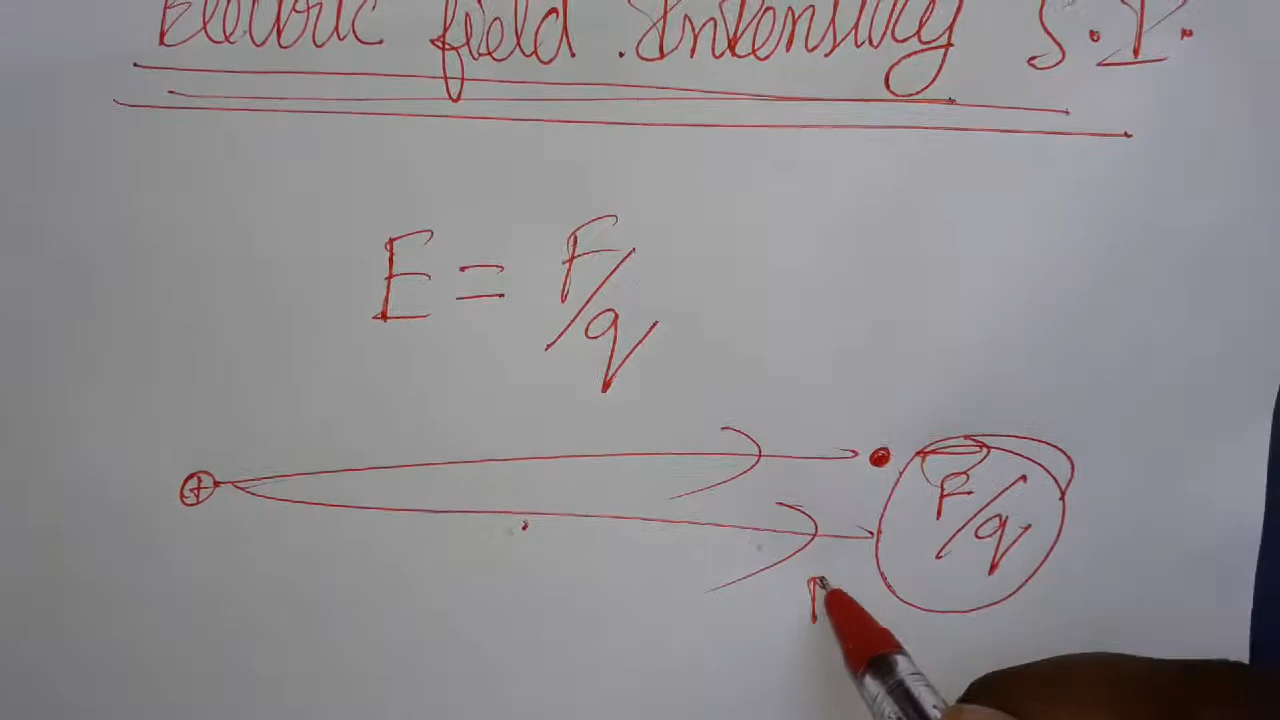 Electric field Intensity S.I.
E = F/q
+
F/q